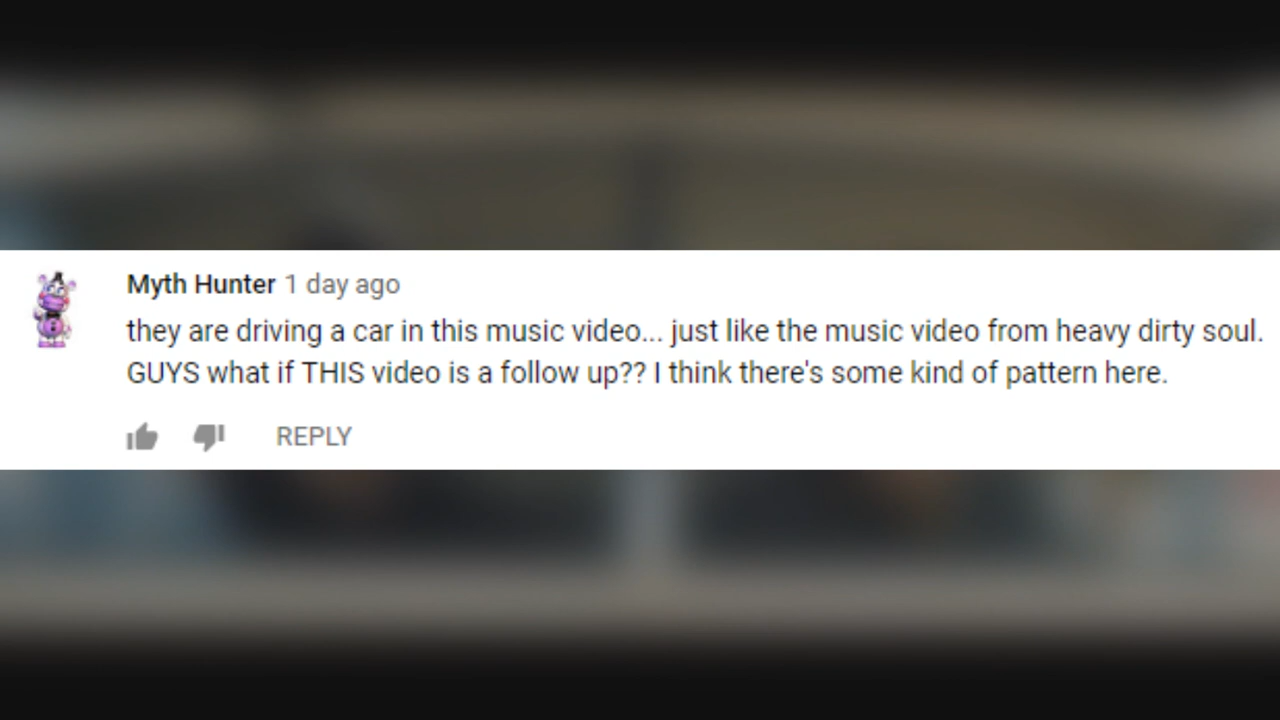 Myth Hunter 1 day ago
they are driving a car in this music video... just like the music video from heavy dirty soul.
GUYS what if THIS video is a follow up?? I think there's some kind of pattern here.
REPLY